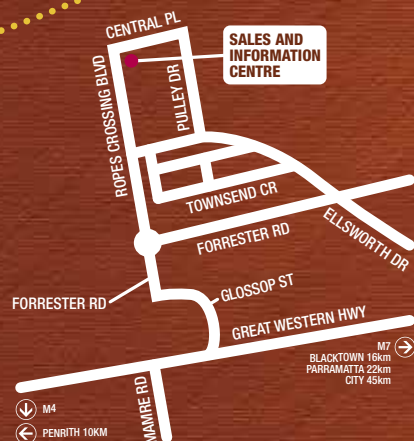 CENTRAL PL
SALES AND
INFORMATION
CENTRE
ROPES CROSSING BLVD
PULLEY DR
TOWNSEND CR
ELLSWORTH DR
FORRESTER RD
FORRESTER RD
GLOSSOP ST
GREAT WESTERN HWY
M7
BLACKTOWN 16km
PARRAMATTA 22km
CITY 45km
MAMRE RD
M4
PENRITH 10KM